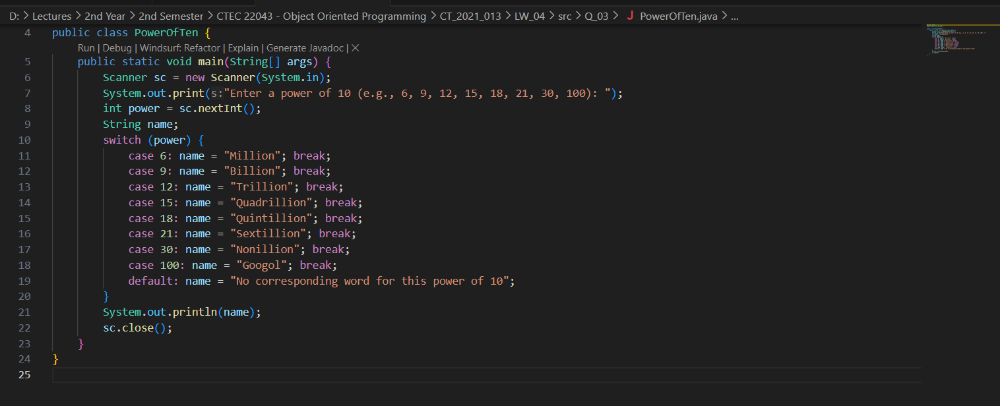 D: > Lectures > 2nd Year > 2nd Semester > CTEC 22043 - Object Oriented Programming > CT_2021_013 > LW_04 > src > Q_03 > J PowerOfTen.java > ...
4 public class PowerOfTen {
Run | Debug | Windsurf: Refactor | Explain | Generate Javadoc | ×
5     public static void main(String[] args) {
6         Scanner sc = new Scanner(System.in);
7         System.out.print(s:"Enter a power of 10 (e.g., 6, 9, 12, 15, 18, 21, 30, 100): ");
8         int power = sc.nextInt();
9         String name;
10         switch (power) {
11             case 6: name = "Million"; break;
12             case 9: name = "Billion"; break;
13             case 12: name = "Trillion"; break;
14             case 15: name = "Quadrillion"; break;
15             case 18: name = "Quintillion"; break;
16             case 21: name = "Sextillion"; break;
17             case 30: name = "Nonillion"; break;
18             case 100: name = "Googol"; break;
19             default: name = "No corresponding word for this power of 10";
20         }
21         System.out.println(name);
22         sc.close();
23     }
24 }
25